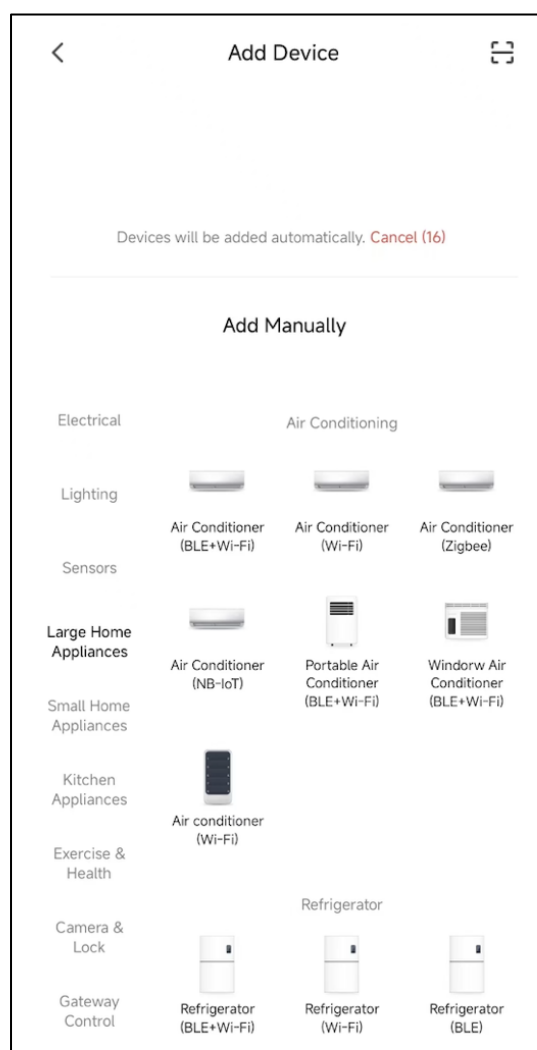 Add Device
Devices will be added automatically. Cancel (16)
Add Manually
Electrical
Lighting
Sensors
Large Home
Appliances
Small Home
Appliances
Kitchen
Appliances
Exercise &
Health
Camera &
Lock
Gateway
Control
Air Conditioning
Air Conditioner
(BLE+Wi-Fi)
Air Conditioner
(Wi-Fi)
Air Conditioner
(Zigbee)
Air Conditioner
(NB-IoT)
Portable Air
Conditioner
(BLE+Wi-Fi)
Windorw Air
Conditioner
(BLE+Wi-Fi)
Air conditioner
(Wi-Fi)
Refrigerator
Refrigerator
(BLE+Wi-Fi)
Refrigerator
(Wi-Fi)
Refrigerator
(BLE)